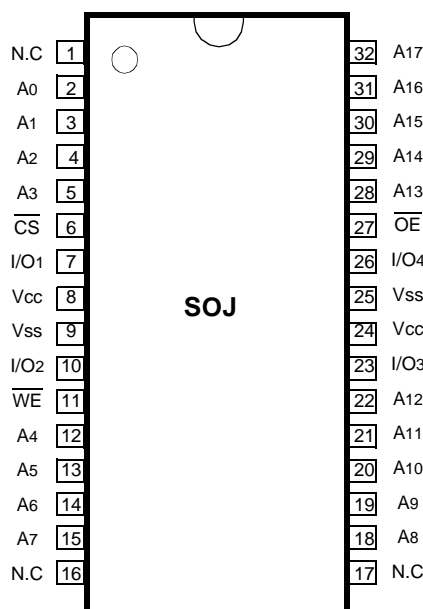 N.C 1 32 A17
A0 2 31 A16
A1 3 30 A15
A2 4 29 A14
A3 5 28 A13
C̅S̅ 6 27 O̅E̅
I/O1 7 26 I/O4
Vcc 8 25 Vss
SOJ
Vss 9 24 Vcc
I/O2 10 23 I/O3
W̅E̅ 11 22 A12
A4 12 21 A11
A5 13 20 A10
A6 14 19 A9
A7 15 18 A8
N.C 16 17 N.C